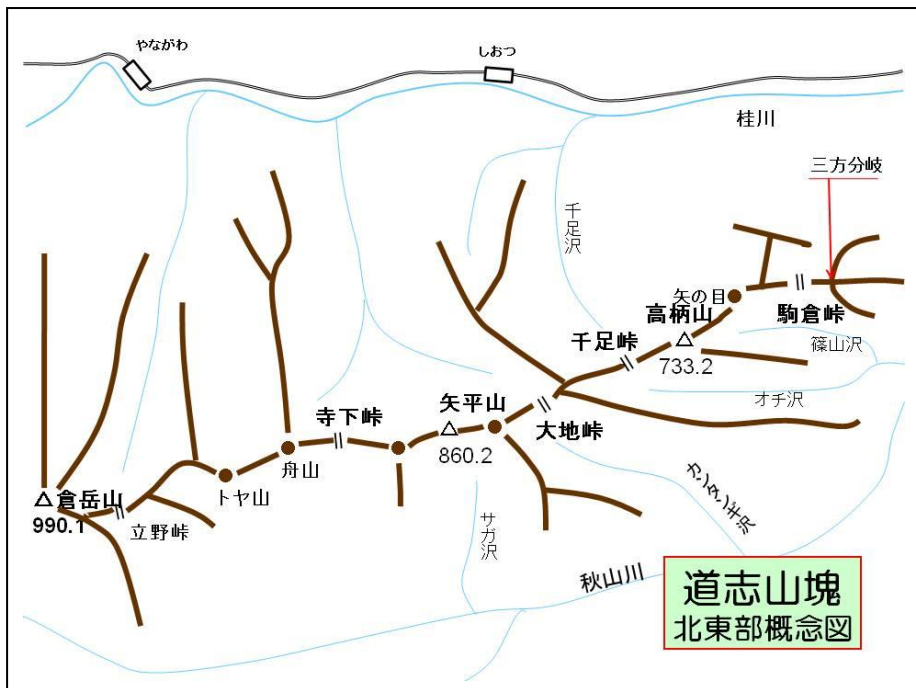 やながわ
しおつ
桂川
三方分岐
千足沢
矢の目
高柄山
733.2
駒倉峠
篠山沢
千足峠
オチ沢
矢平山
860.2
大地峠
寺下峠
舟山
トヤ山
倉岳山
990.1
立野峠
サガ沢
カンタンギ沢
秋山川
道志山塊
北東部概念図